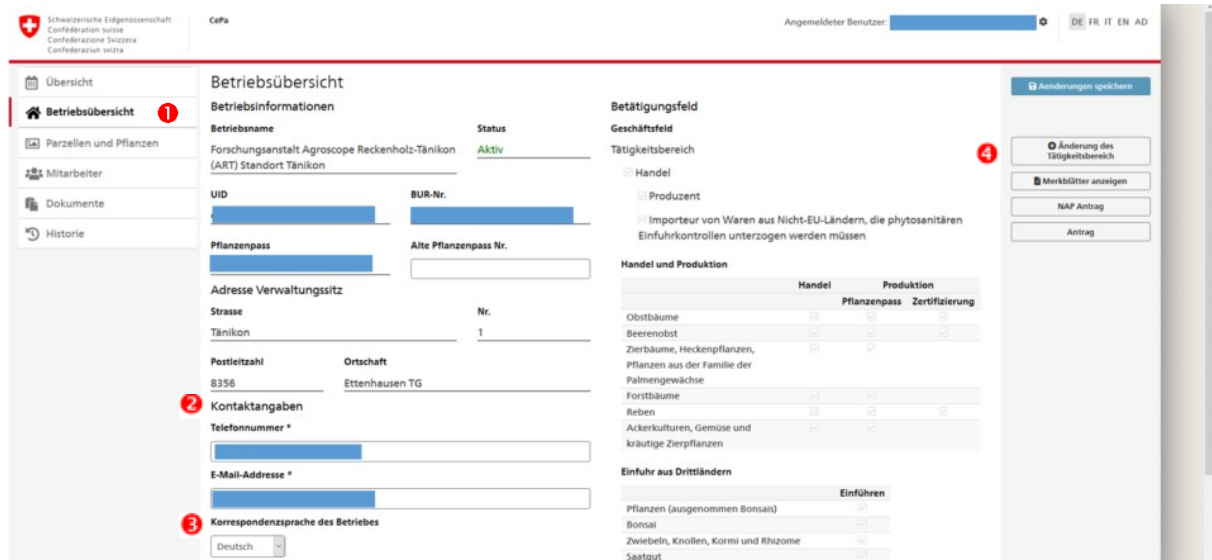 Schweizerische Eidgenossenschaft
Confédération suisse
Confederazione Svizzera
Confederaziun svizra
CePa
Angemeldeter Benutzer:
DE FR IT EN AD
Übersicht
Betriebsübersicht
1
Parzellen und Pflanzen
Mitarbeiter
Dokumente
Historie
Betriebsübersicht
Betriebsinformationen
Betriebsname
Status
Forschungsanstalt Agroscope Reckenholz-Tänikon
(ART) Standort Tänikon
Aktiv
UID
BUR-Nr.
Pflanzenpass
Alte Pflanzenpass Nr.
Adresse Verwaltungssitz
Strasse
Nr.
Tänikon
1
Postleitzahl
Ortschaft
8356
Ettenhausen TG
2
Kontaktangaben
Telefonnummer *
E-Mail-Addresse *
3
Korrespondenzsprache des Betriebes
Deutsch
Betätigungsfeld
Geschäftsfeld
Tätigkeitsbereich
Handel
Produzent
Importeur von Waren aus Nicht-EU-Ländern, die phytosanitären
Einfuhrkontrollen unterzogen werden müssen
Handel und Produktion
Handel
Produktion
Pflanzenpass Zertifizierung
Obstbäume
Beerenobst
Zierbäume, Heckenpflanzen,
Pflanzen aus der Familie der
Palmengewächse
Forstbäume
Reben
Ackerkulturen, Gemüse und
kräutige Zierpflanzen
Einfuhr aus Drittländern
Einführen
Pflanzen (ausgenommen Bonsais)
Bonsai
Zwiebeln, Knollen, Kormi und Rhizome
Saatgut
Aenderungen speichern
4
Änderung des
Tätigkeitsbereich
Merkblätter anzeigen
NAP Antrag
Antrag